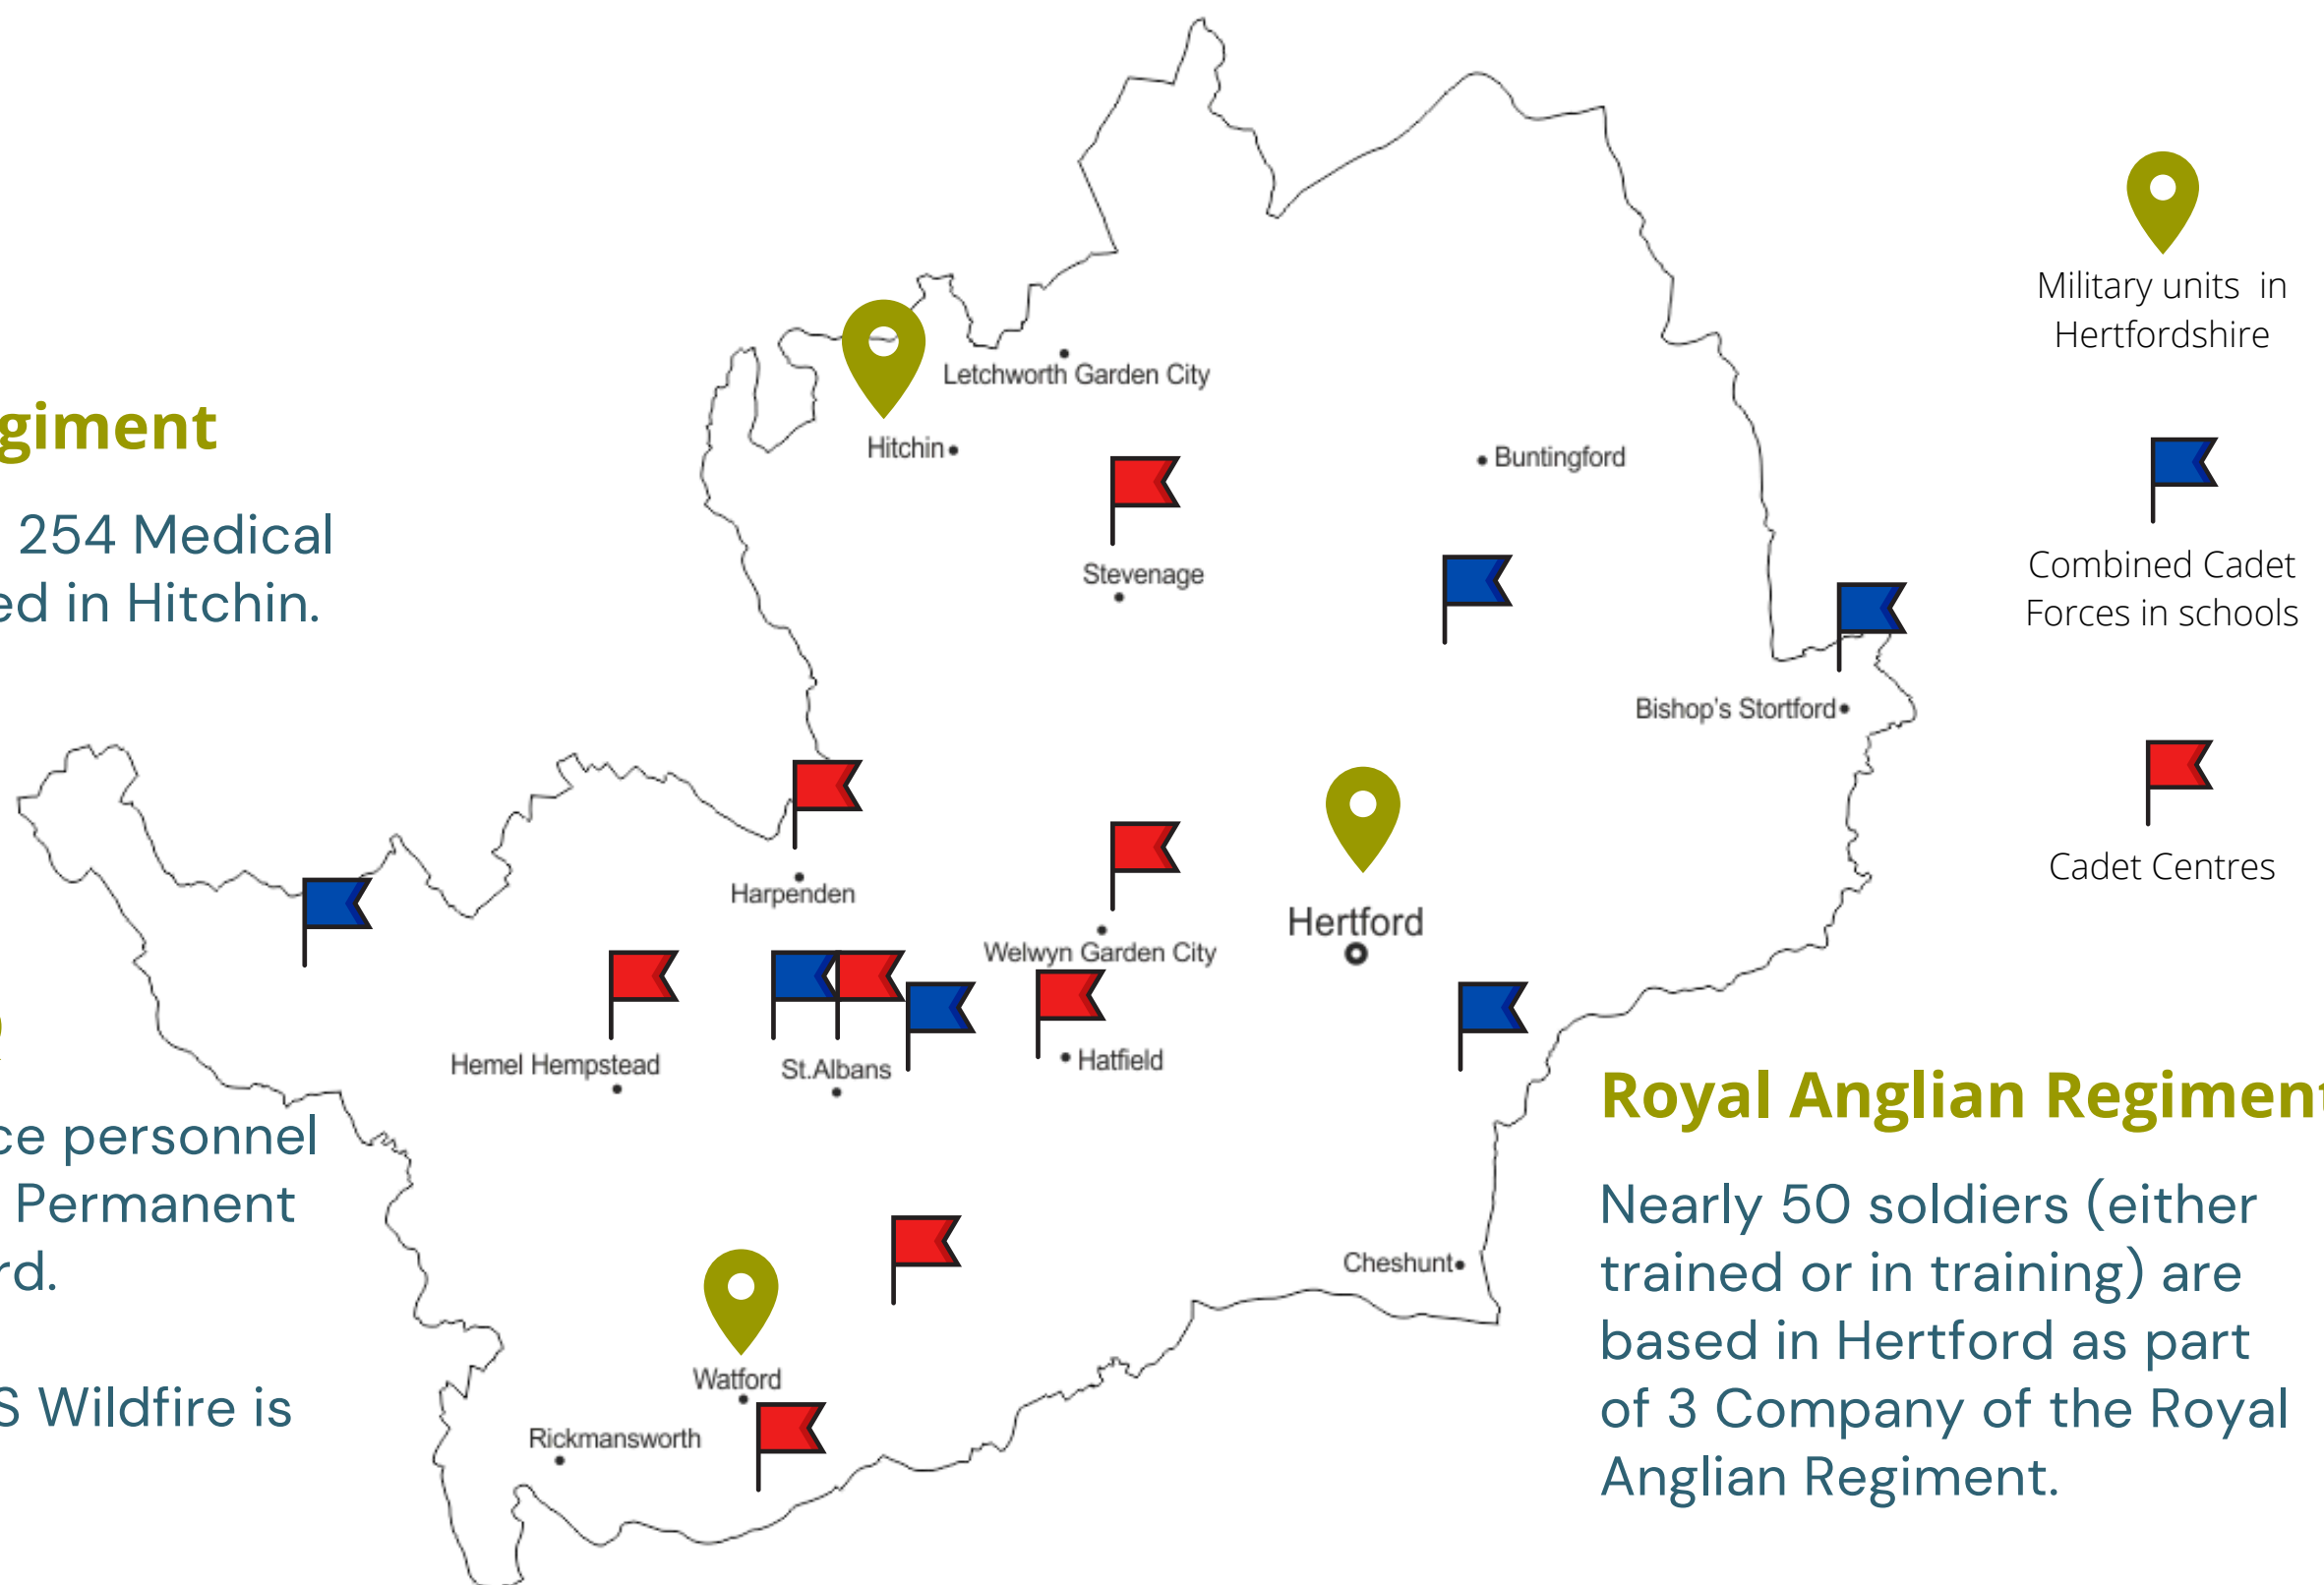 Military units in
Hertfordshire
Letchworth Garden City
giment
Hitchin
Buntingford
254 Medical
Combined Cadet
Forces in schools
Stevenage
ed in Hitchin.
Bishop's Stortford
Cadet Centres
Harpenden
Hertford
Welwyn Garden City
Hemel Hempstead
St.Albans
Hatfield
Royal Anglian Regiment
ce personnel
Permanent
rd.
Nearly 50 soldiers (either
trained or in training) are
based in Hertford as part
of 3 Company of the Royal
Anglian Regiment.
Cheshunt
Watford
S Wildfire is
Rickmansworth